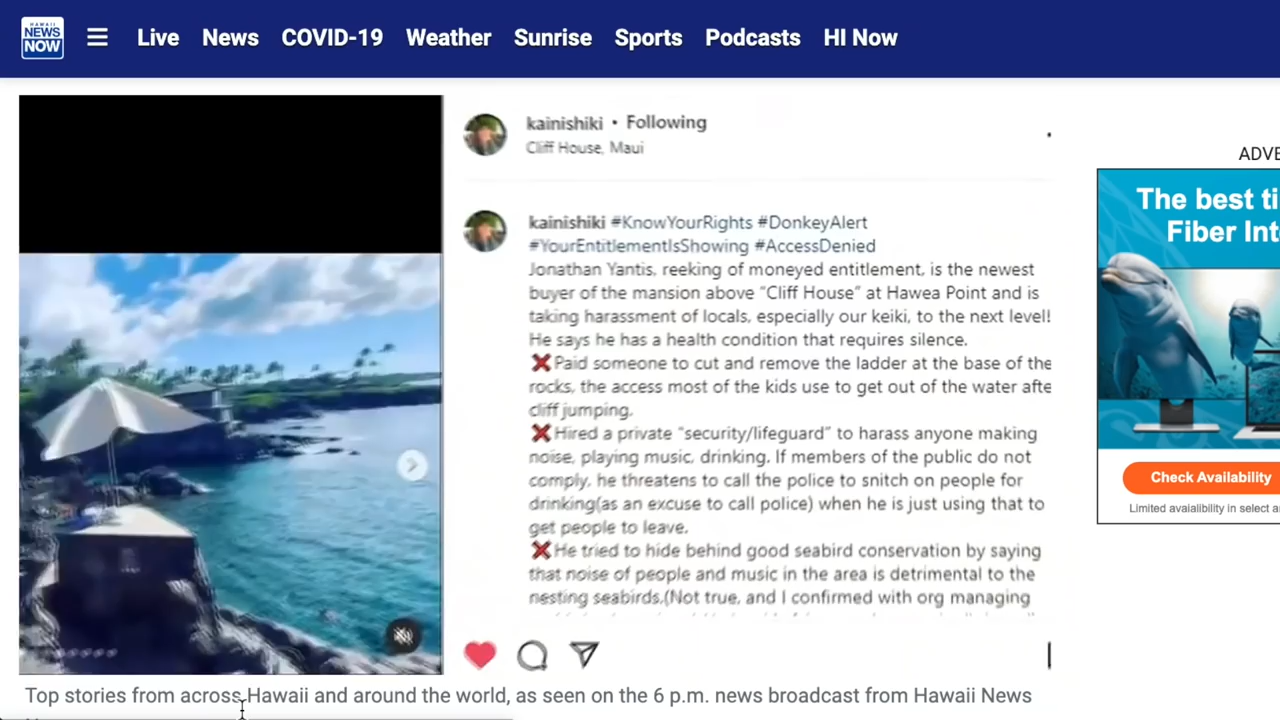 HAWAII
NEWS
NOW
Live News COVID-19 Weather Sunrise Sports Podcasts HI Now
kainishiki • Following
Cliff House, Maui
kainishiki #KnowYourRights #DonkeyAlert
#YourEntitlementIsShowing #AccessDenied
Jonathan Yantis, reeking of moneyed entitlement, is the newest
buyer of the mansion above “Cliff House” at Hawea Point and is
taking harassment of locals, especially our keiki, to the next level!
He says he has a health condition that requires silence.
❌Paid someone to cut and remove the ladder at the base of the
rocks, the access most of the kids use to get out of the water afte
cliff jumping.
❌Hired a private “security/lifeguard” to harass anyone making
noise, playing music, drinking. If members of the public do not
comply, he threatens to call the police to snitch on people for
drinking(as an excuse to call police) when he is just using that to
get people to leave.
❌He tried to hide behind good seabird conservation by saying
that noise of people and music in the area is detrimental to the
nesting seabirds.(Not true, and I confirmed with org managing
Top stories from across Hawaii and around the world, as seen on the 6 p.m. news broadcast from Hawaii News
ADVE
The best ti
Fiber Int
Check Availability
Limited avaialibility in select a